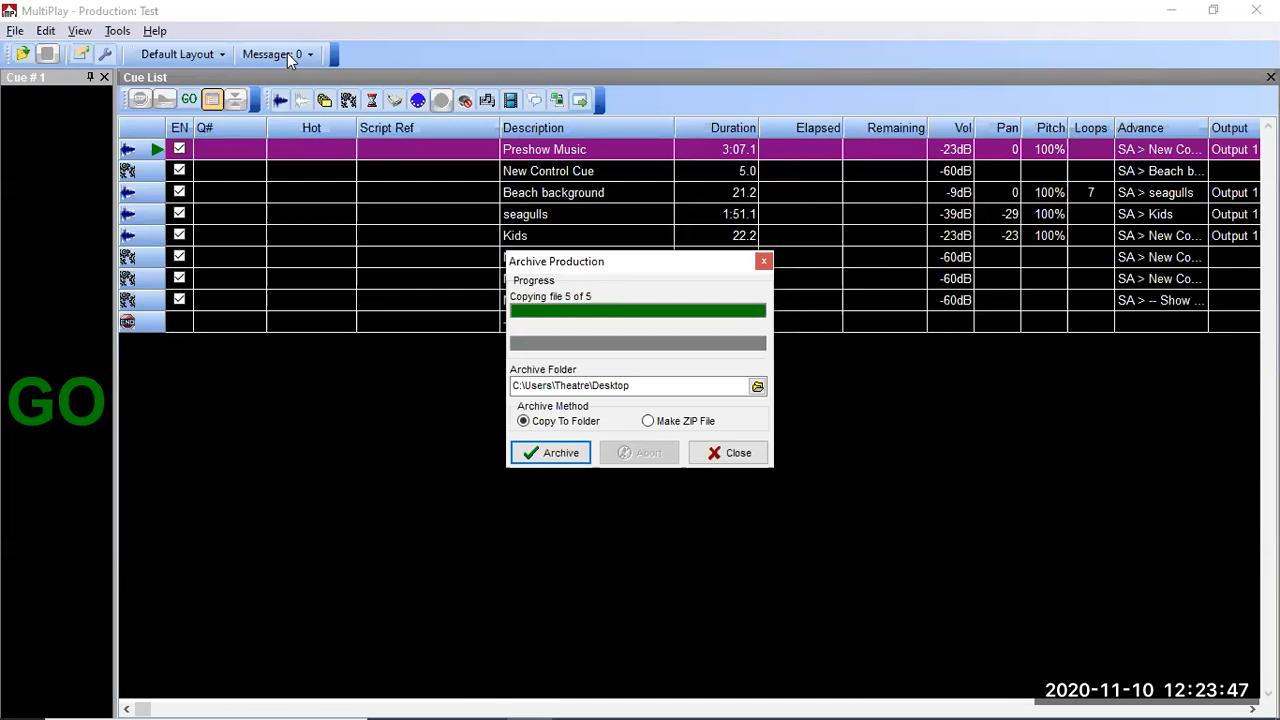 MultiPlay - Production: Test
File Edit View Tools Help
Default Layout Messages: 0
Cue # 1 Cue List
GO
EN Q# Hot Script Ref Description Duration Elapsed Remaining Vol Pan Pitch Loops Advance Output
Preshow Music 3:07.1 -23dB 0 100% SA > New Co... Output 1
New Control Cue 5.0 -60dB SA > Beach b...
Beach background 21.2 -9dB 0 100% 7 SA > seagulls Output 1
seagulls 1:51.1 -39dB -29 100% SA > Kids Output 1
Kids 22.2 -23dB -23 100% SA > New Co... Output 1
-60dB SA > New Co...
-60dB SA > New Co...
-60dB SA > -- Show ...
END
Archive Production
Progress
Copying file 5 of 5
Archive Folder
C:\Users\Theatre\Desktop
Archive Method
Copy To Folder Make ZIP File
Archive Abort Close
GO
2020-11-10 12:23:47